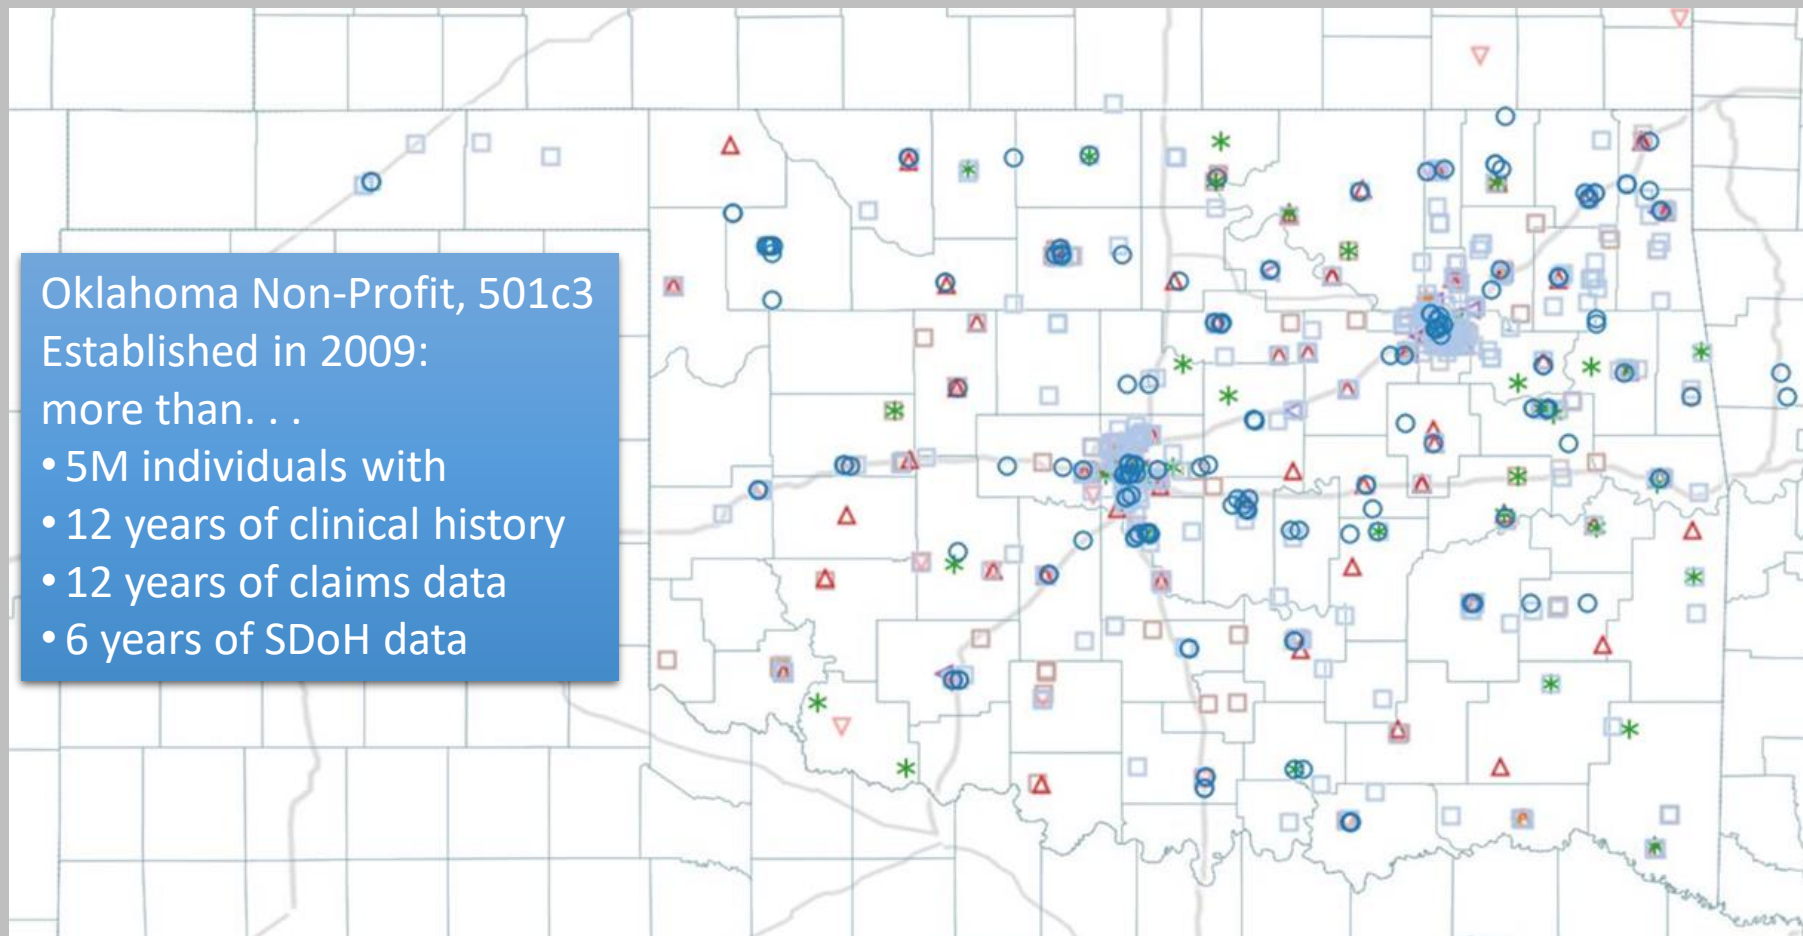 Oklahoma Non-Profit, 501c3
Established in 2009:
more than. . .
• 5M individuals with
• 12 years of clinical history
• 12 years of claims data
• 6 years of SDoH data